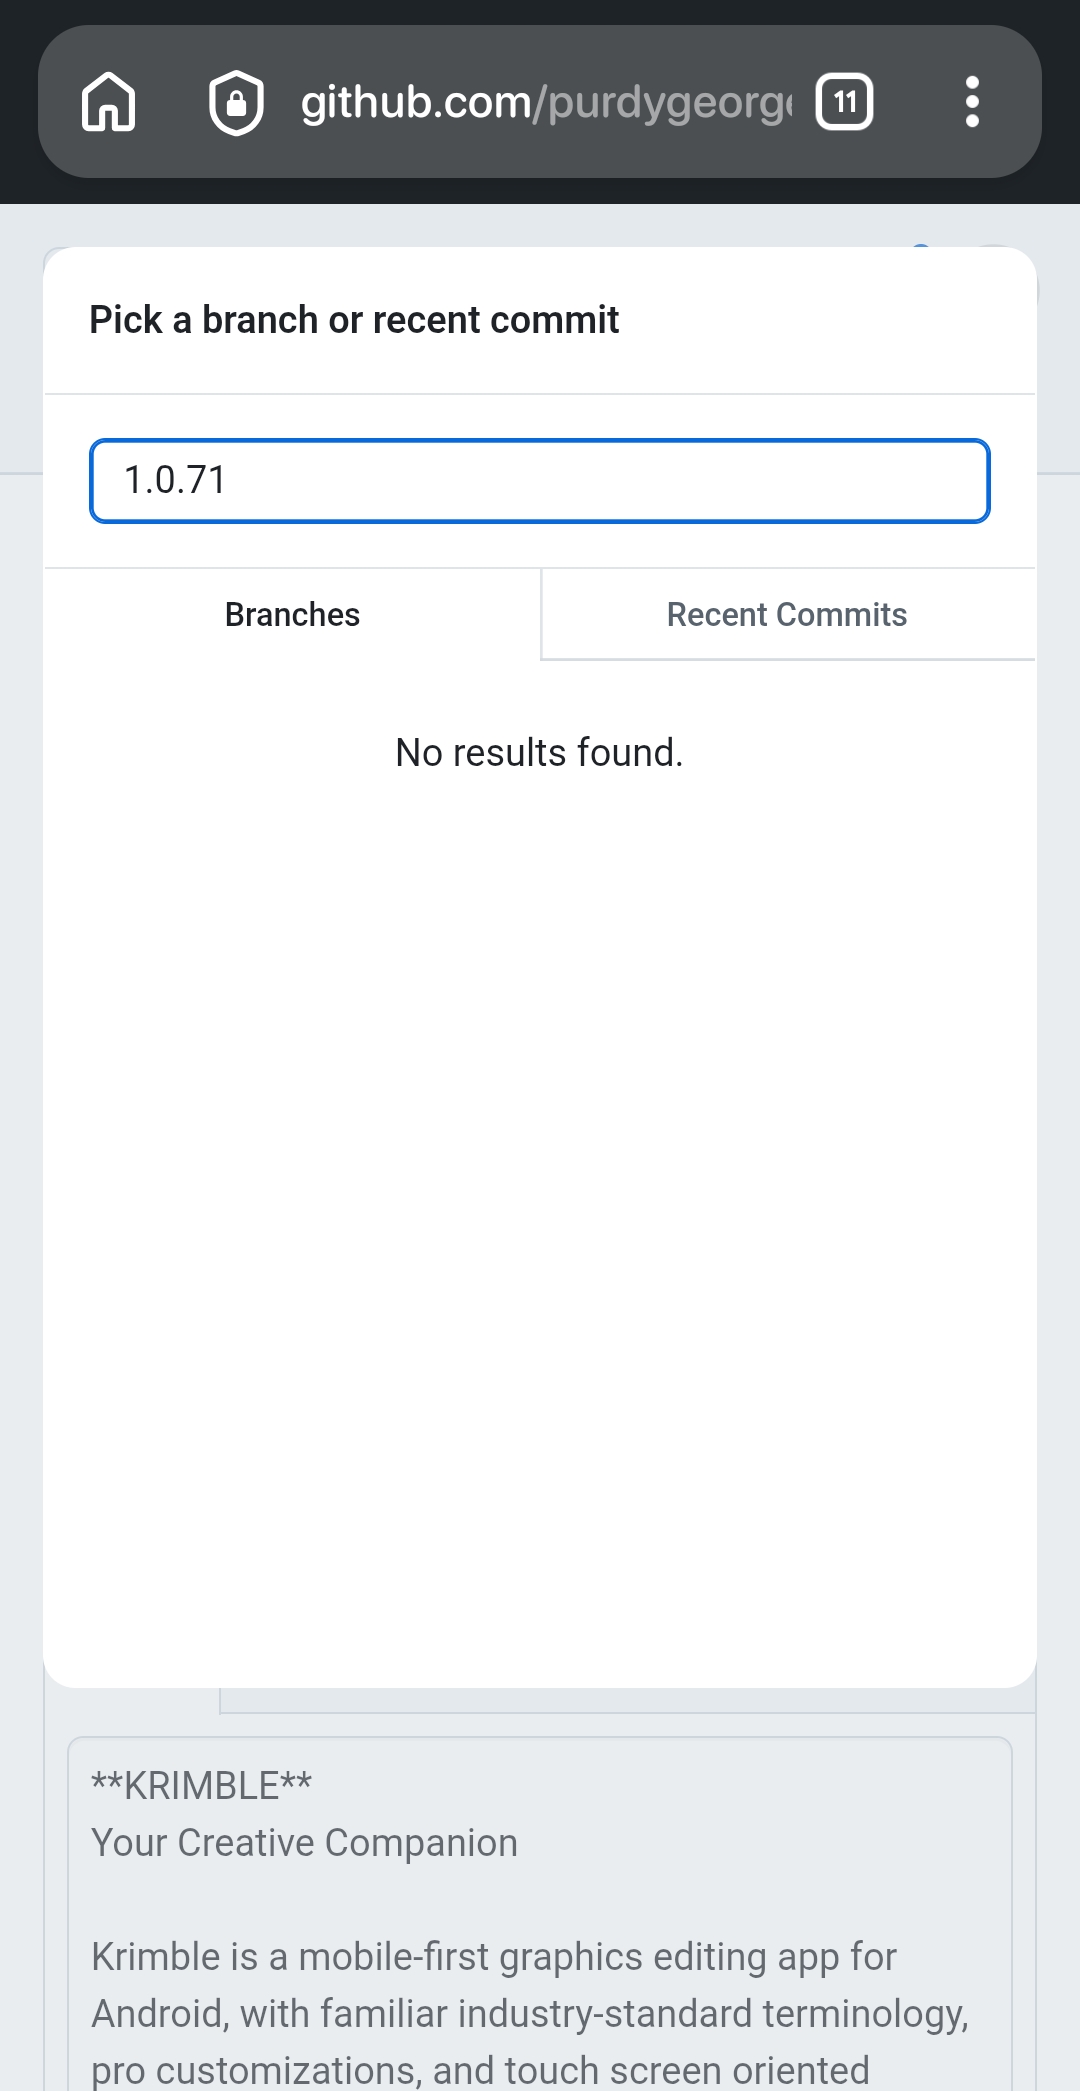 github.com/purdygeorge
11
Pick a branch or recent commit
1.0.71
Branches
Recent Commits
No results found.
**KRIMBLE**
Your Creative Companion
Krimble is a mobile-first graphics editing app for
Android, with familiar industry-standard terminology,
pro customizations, and touch screen oriented